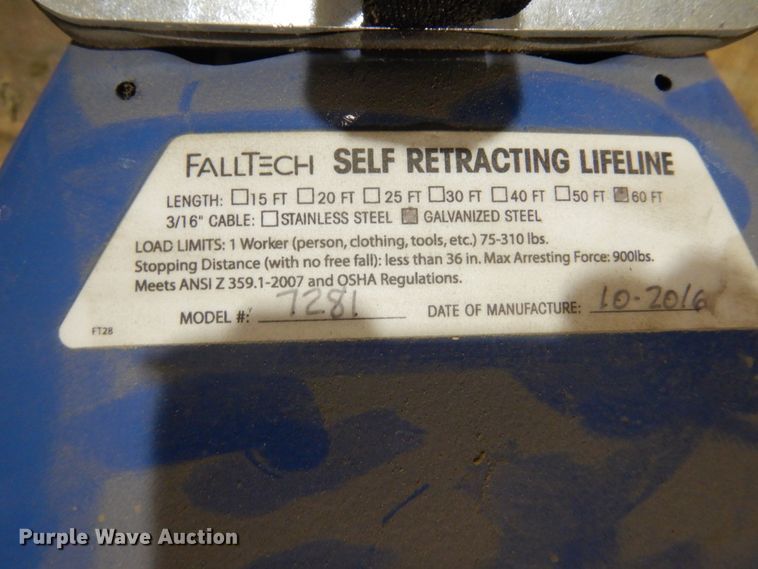 FALLTECH SELF RETRACTING LIFELINE
LENGTH: ☐15 FT ☐20 FT ☐ 25 FT ☐30 FT ☐ 40 FT ☐50 FT ☒60 FT
3/16" CABLE: ☐STAINLESS STEEL ☒ GALVANIZED STEEL
LOAD LIMITS: 1 Worker (person, clothing, tools, etc.) 75-310 lbs.
Stopping Distance (with no free fall): less than 36 in. Max Arresting Force: 900lbs.
Meets ANSI Z 359.1-2007 and OSHA Regulations.
MODEL #: 7281 DATE OF MANUFACTURE: 10-2016
FT28
Purple Wave Auction